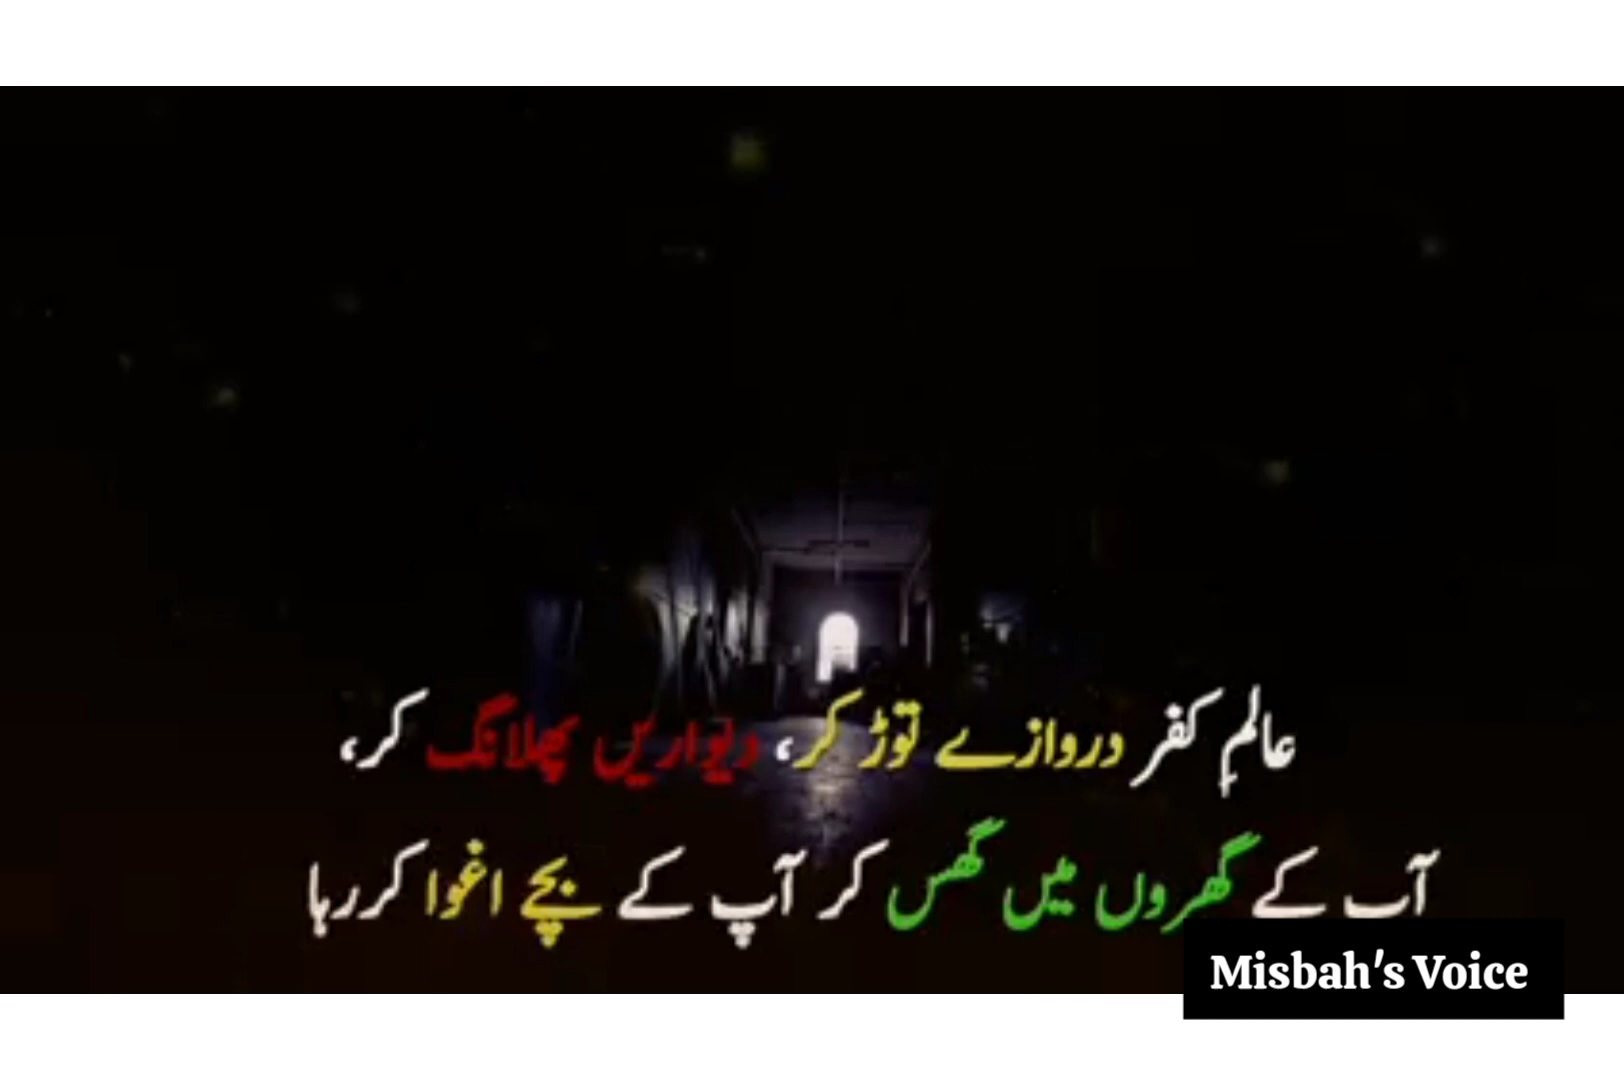 عالمِ کفر دروازے توڑ کر، دیواریں پھلانگ کر،
آپ کے گھروں میں گھس کر آپ کے بچے اغوا کر رہا
Misbah's Voice